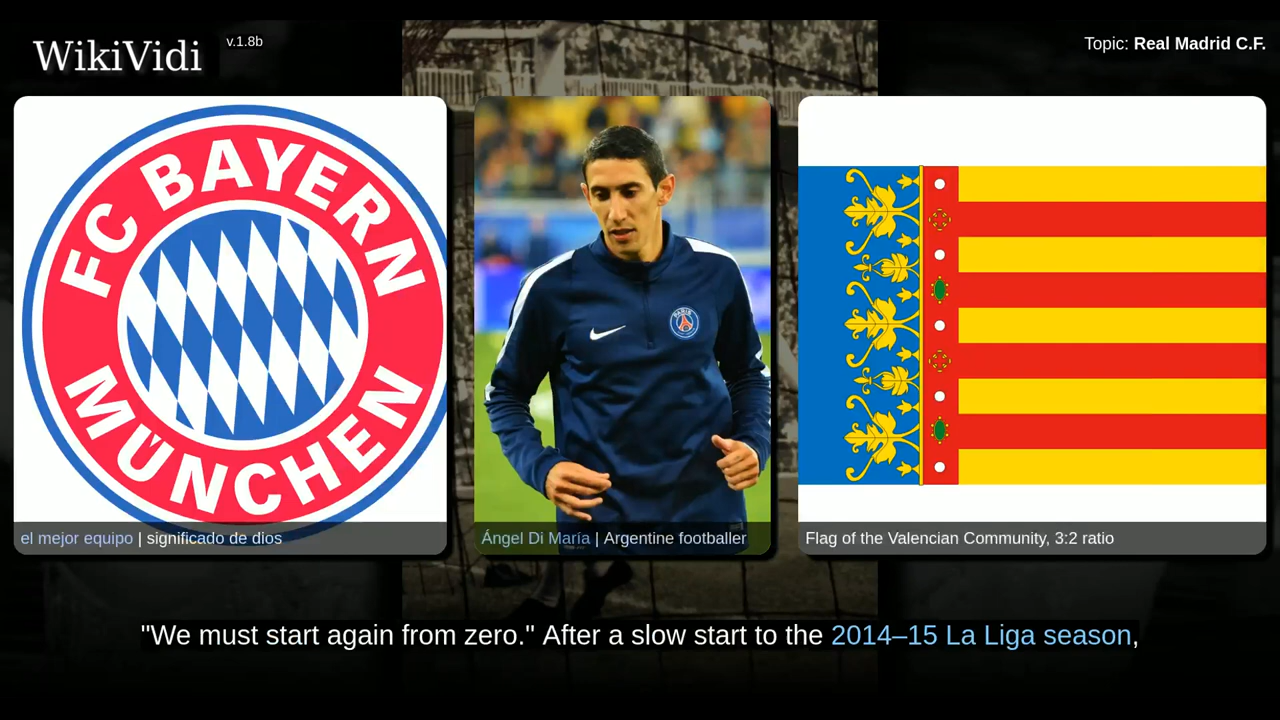 WikiVidi v.1.8b
Topic: Real Madrid C.F.
FC BAYERN
MÜNCHEN
PARIS
el mejor equipo | significado de dios
Ángel Di María | Argentine footballer
Flag of the Valencian Community, 3:2 ratio
"We must start again from zero." After a slow start to the 2014–15 La Liga season,